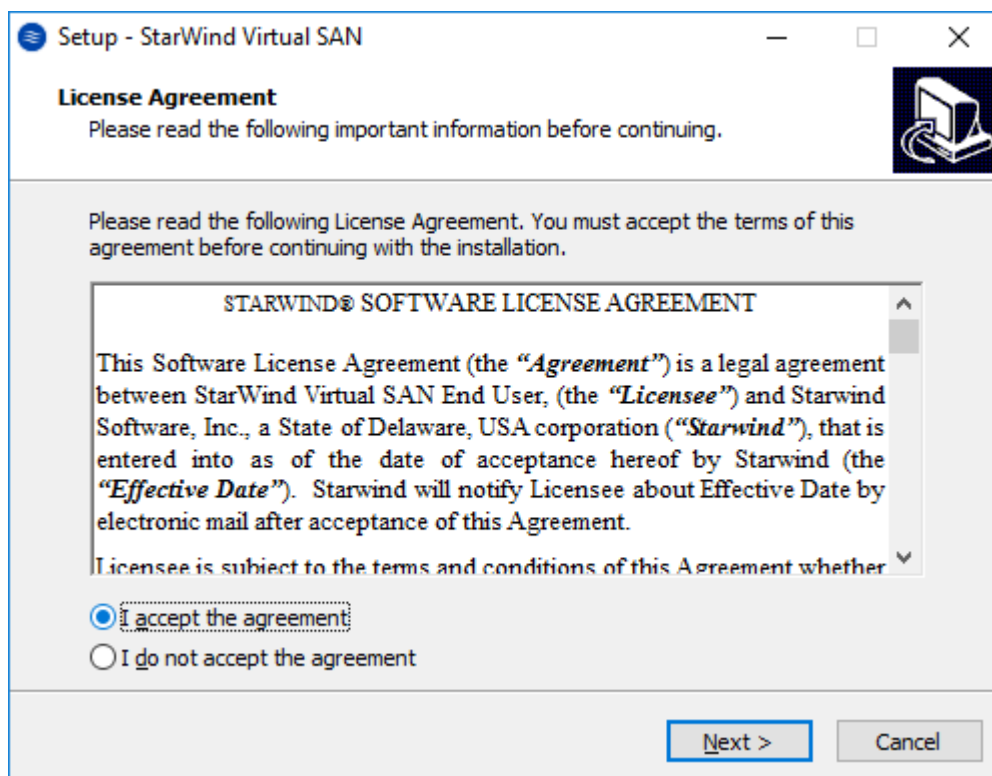 Setup - StarWind Virtual SAN
License Agreement
Please read the following important information before continuing.
Please read the following License Agreement. You must accept the terms of this
agreement before continuing with the installation.
STARWIND® SOFTWARE LICENSE AGREEMENT
This Software License Agreement (the “Agreement”) is a legal agreement
between StarWind Virtual SAN End User, (the “Licensee”) and Starwind
Software, Inc., a State of Delaware, USA corporation (“Starwind”), that is
entered into as of the date of acceptance hereof by Starwind (the
“Effective Date”). Starwind will notify Licensee about Effective Date by
electronic mail after acceptance of this Agreement.
Licensee is subject to the terms and conditions of this Agreement whether
I accept the agreement
I do not accept the agreement
Next >
Cancel